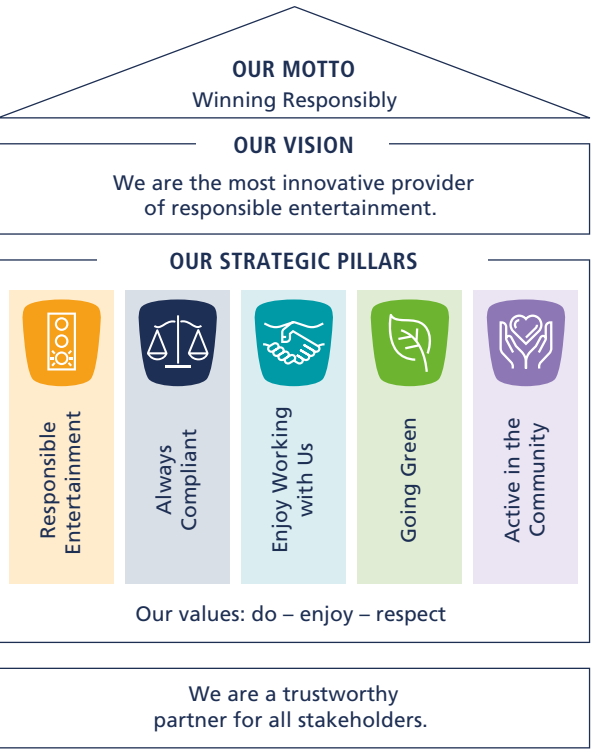 OUR MOTTO
Winning Responsibly
OUR VISION
We are the most innovative provider
of responsible entertainment.
OUR STRATEGIC PILLARS
Responsible
Entertainment
Always
Compliant
Enjoy Working
with Us
Going Green
Active in the
Community
Our values: do – enjoy – respect
We are a trustworthy
partner for all stakeholders.